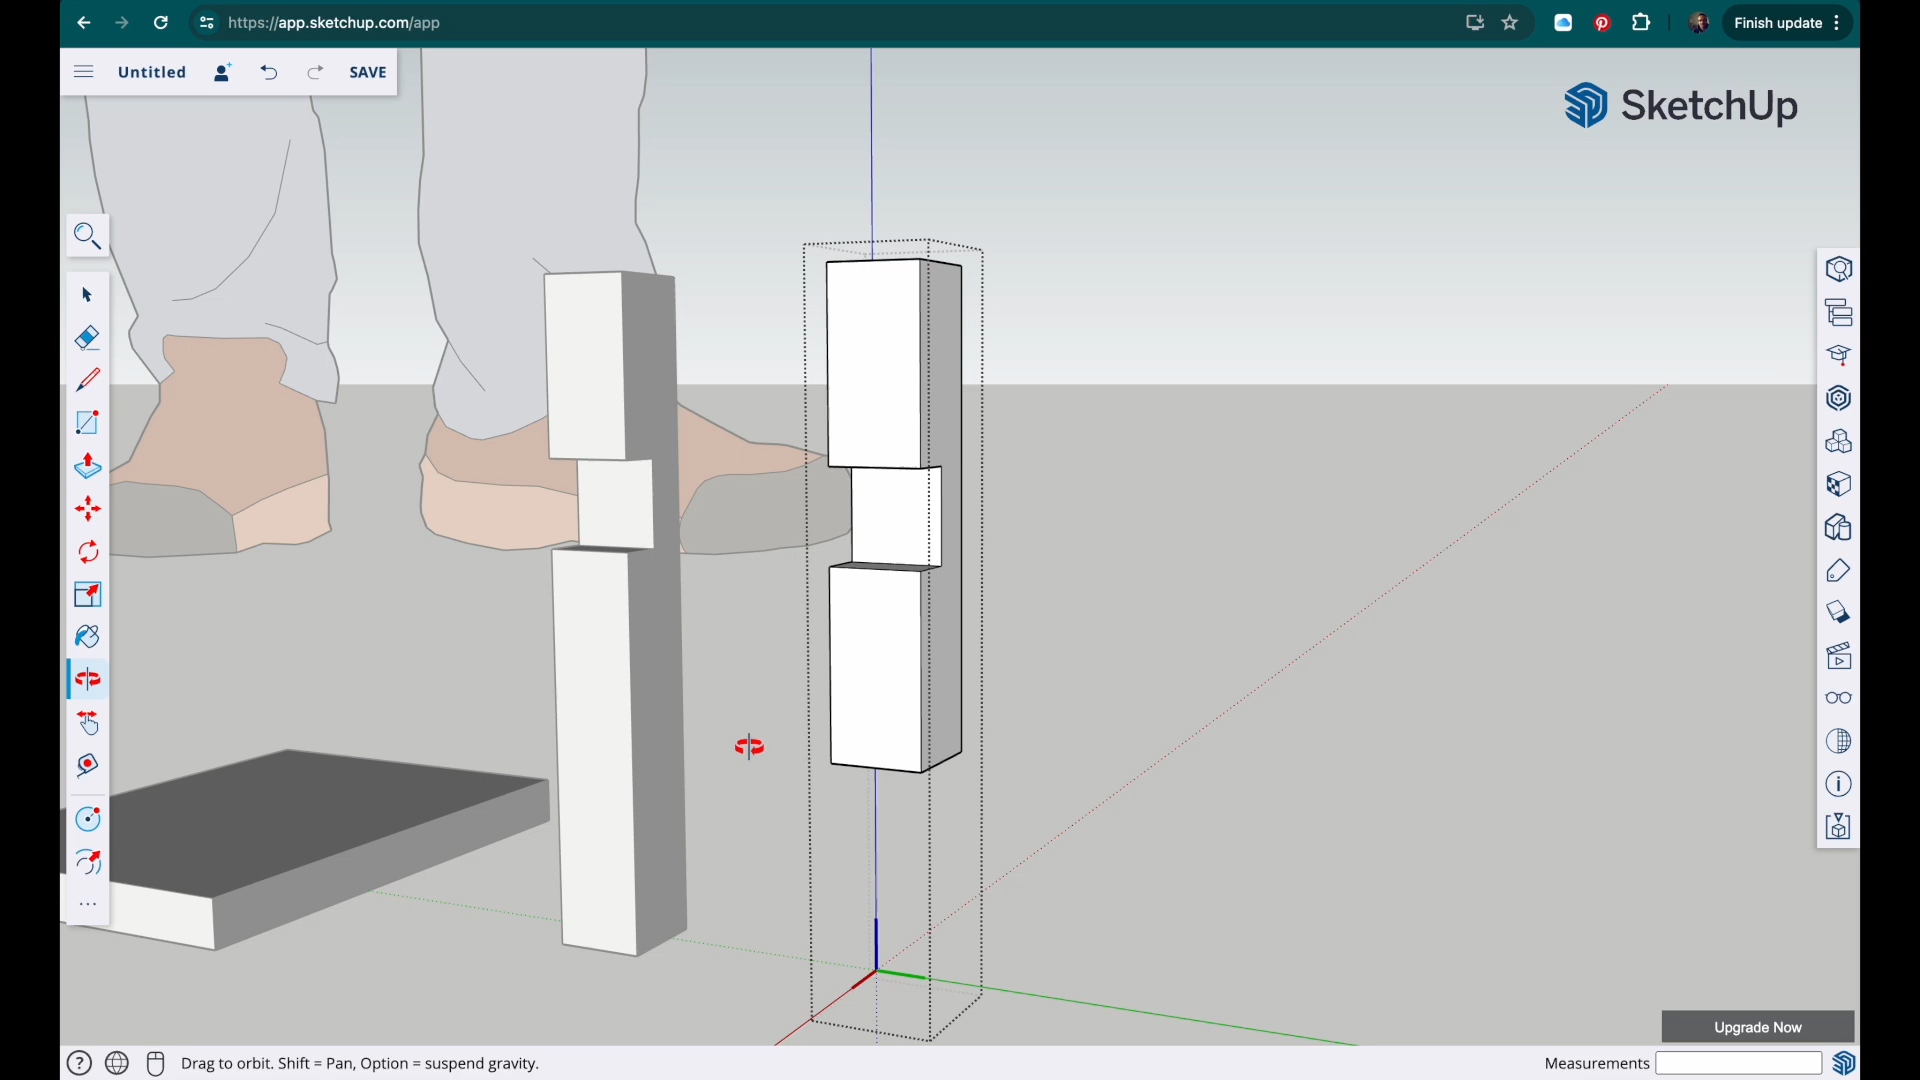 https://app.sketchup.com/app
Finish update
Untitled
SAVE
SketchUp
Upgrade Now
Drag to orbit. Shift = Pan, Option = suspend gravity.
Measurements